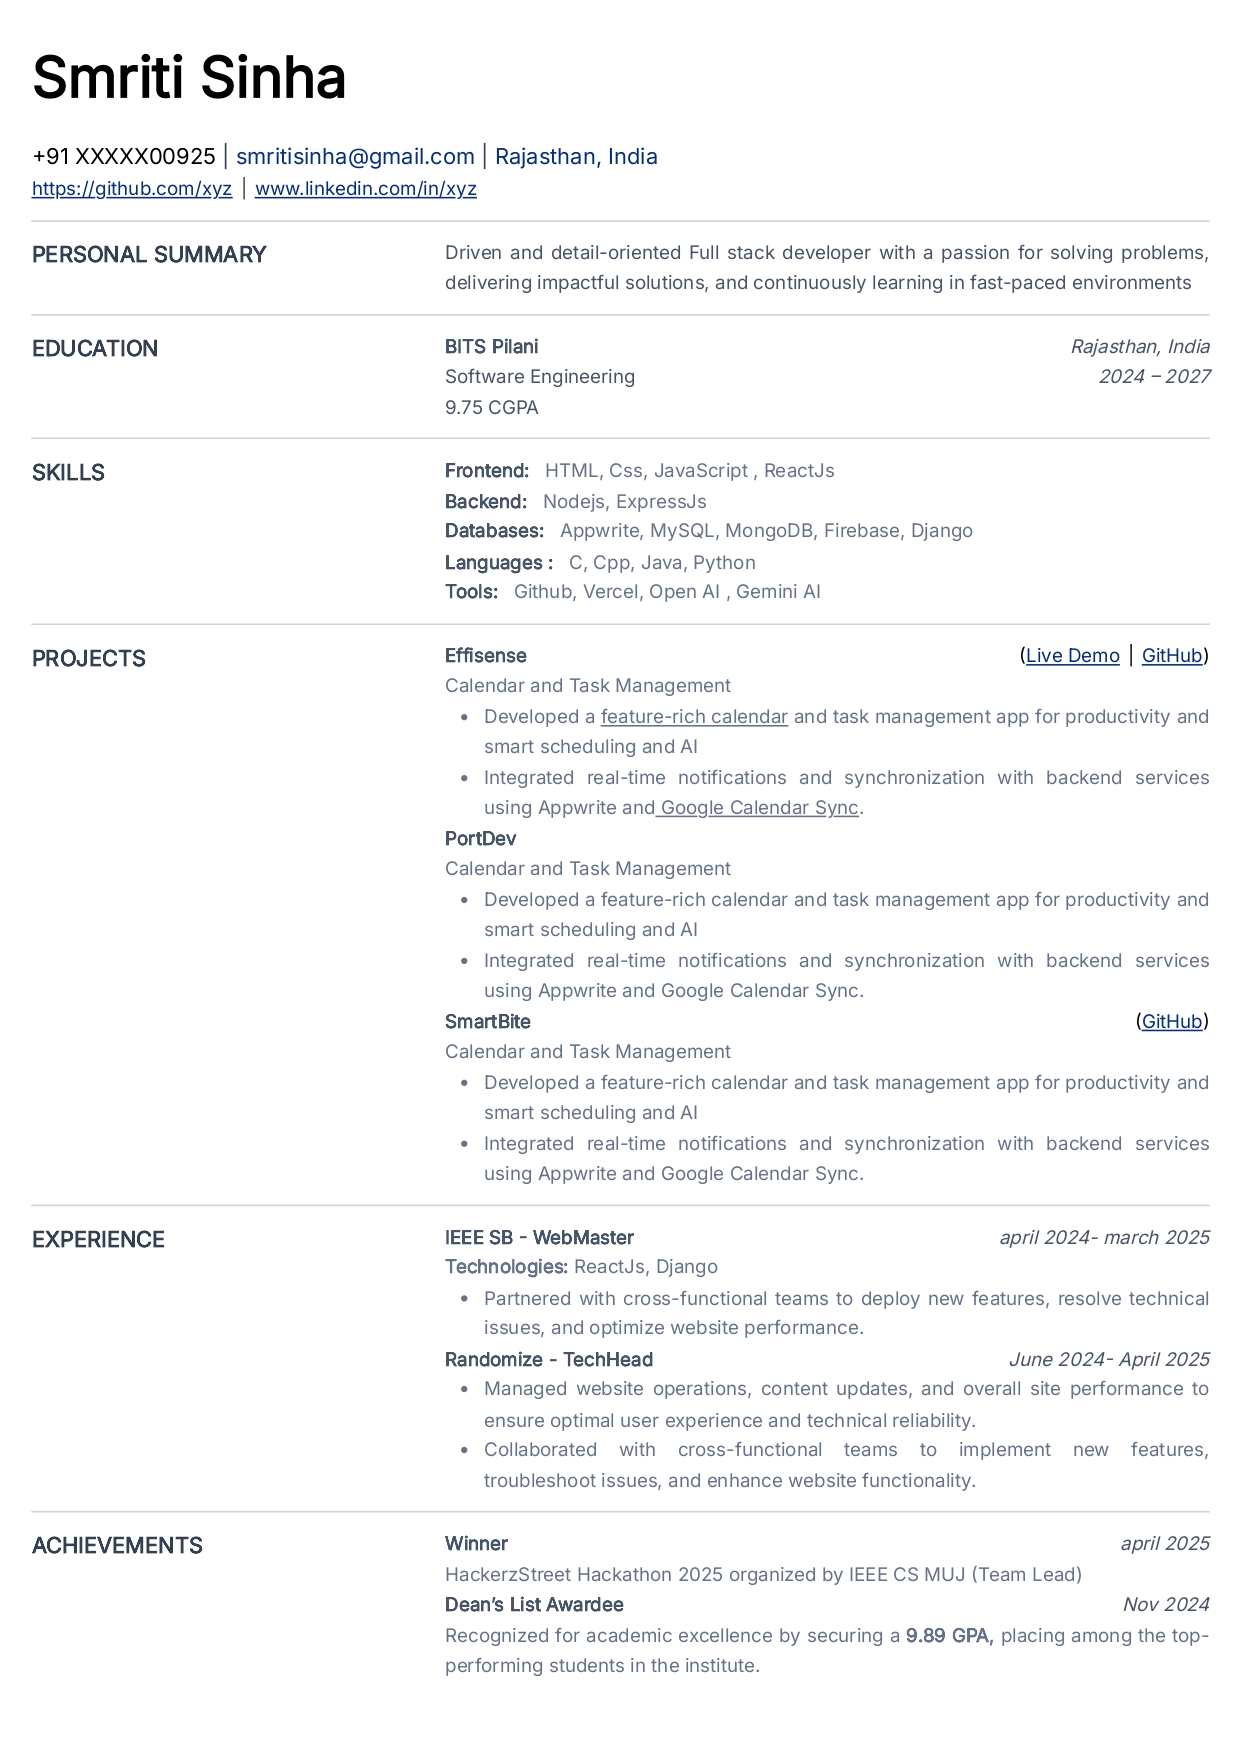 Smriti Sinha
+91 XXXXX00925 | smritisinha@gmail.com | Rajasthan, India
https://github.com/xyz | www.linkedin.com/in/xyz
PERSONAL SUMMARY
Driven and detail-oriented Full stack developer with a passion for solving problems,
delivering impactful solutions, and continuously learning in fast-paced environments
EDUCATION
BITS Pilani Rajasthan, India
Software Engineering 2024 – 2027
9.75 CGPA
SKILLS
Frontend: HTML, Css, JavaScript , ReactJs
Backend: Nodejs, ExpressJs
Databases: Appwrite, MySQL, MongoDB, Firebase, Django
Languages : C, Cpp, Java, Python
Tools: Github, Vercel, Open AI , Gemini AI
PROJECTS
Effisense (Live Demo | GitHub)
Calendar and Task Management
• Developed a feature-rich calendar and task management app for productivity and
smart scheduling and AI
• Integrated real-time notifications and synchronization with backend services
using Appwrite and Google Calendar Sync.
PortDev
Calendar and Task Management
• Developed a feature-rich calendar and task management app for productivity and
smart scheduling and AI
• Integrated real-time notifications and synchronization with backend services
using Appwrite and Google Calendar Sync.
SmartBite (GitHub)
Calendar and Task Management
• Developed a feature-rich calendar and task management app for productivity and
smart scheduling and AI
• Integrated real-time notifications and synchronization with backend services
using Appwrite and Google Calendar Sync.
EXPERIENCE
IEEE SB - WebMaster april 2024- march 2025
Technologies: ReactJs, Django
• Partnered with cross-functional teams to deploy new features, resolve technical
issues, and optimize website performance.
Randomize - TechHead June 2024- April 2025
• Managed website operations, content updates, and overall site performance to
ensure optimal user experience and technical reliability.
• Collaborated with cross-functional teams to implement new features,
troubleshoot issues, and enhance website functionality.
ACHIEVEMENTS
Winner april 2025
HackerzStreet Hackathon 2025 organized by IEEE CS MUJ (Team Lead)
Dean’s List Awardee Nov 2024
Recognized for academic excellence by securing a 9.89 GPA, placing among the top-
performing students in the institute.